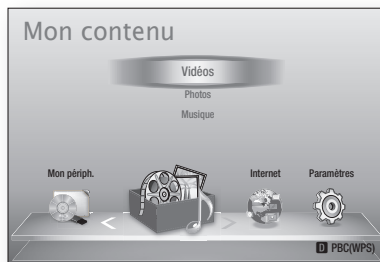 Mon contenu
Vidéos
Photos
Musique
Mon périph. Internet Paramètres
D PBC(WPS)